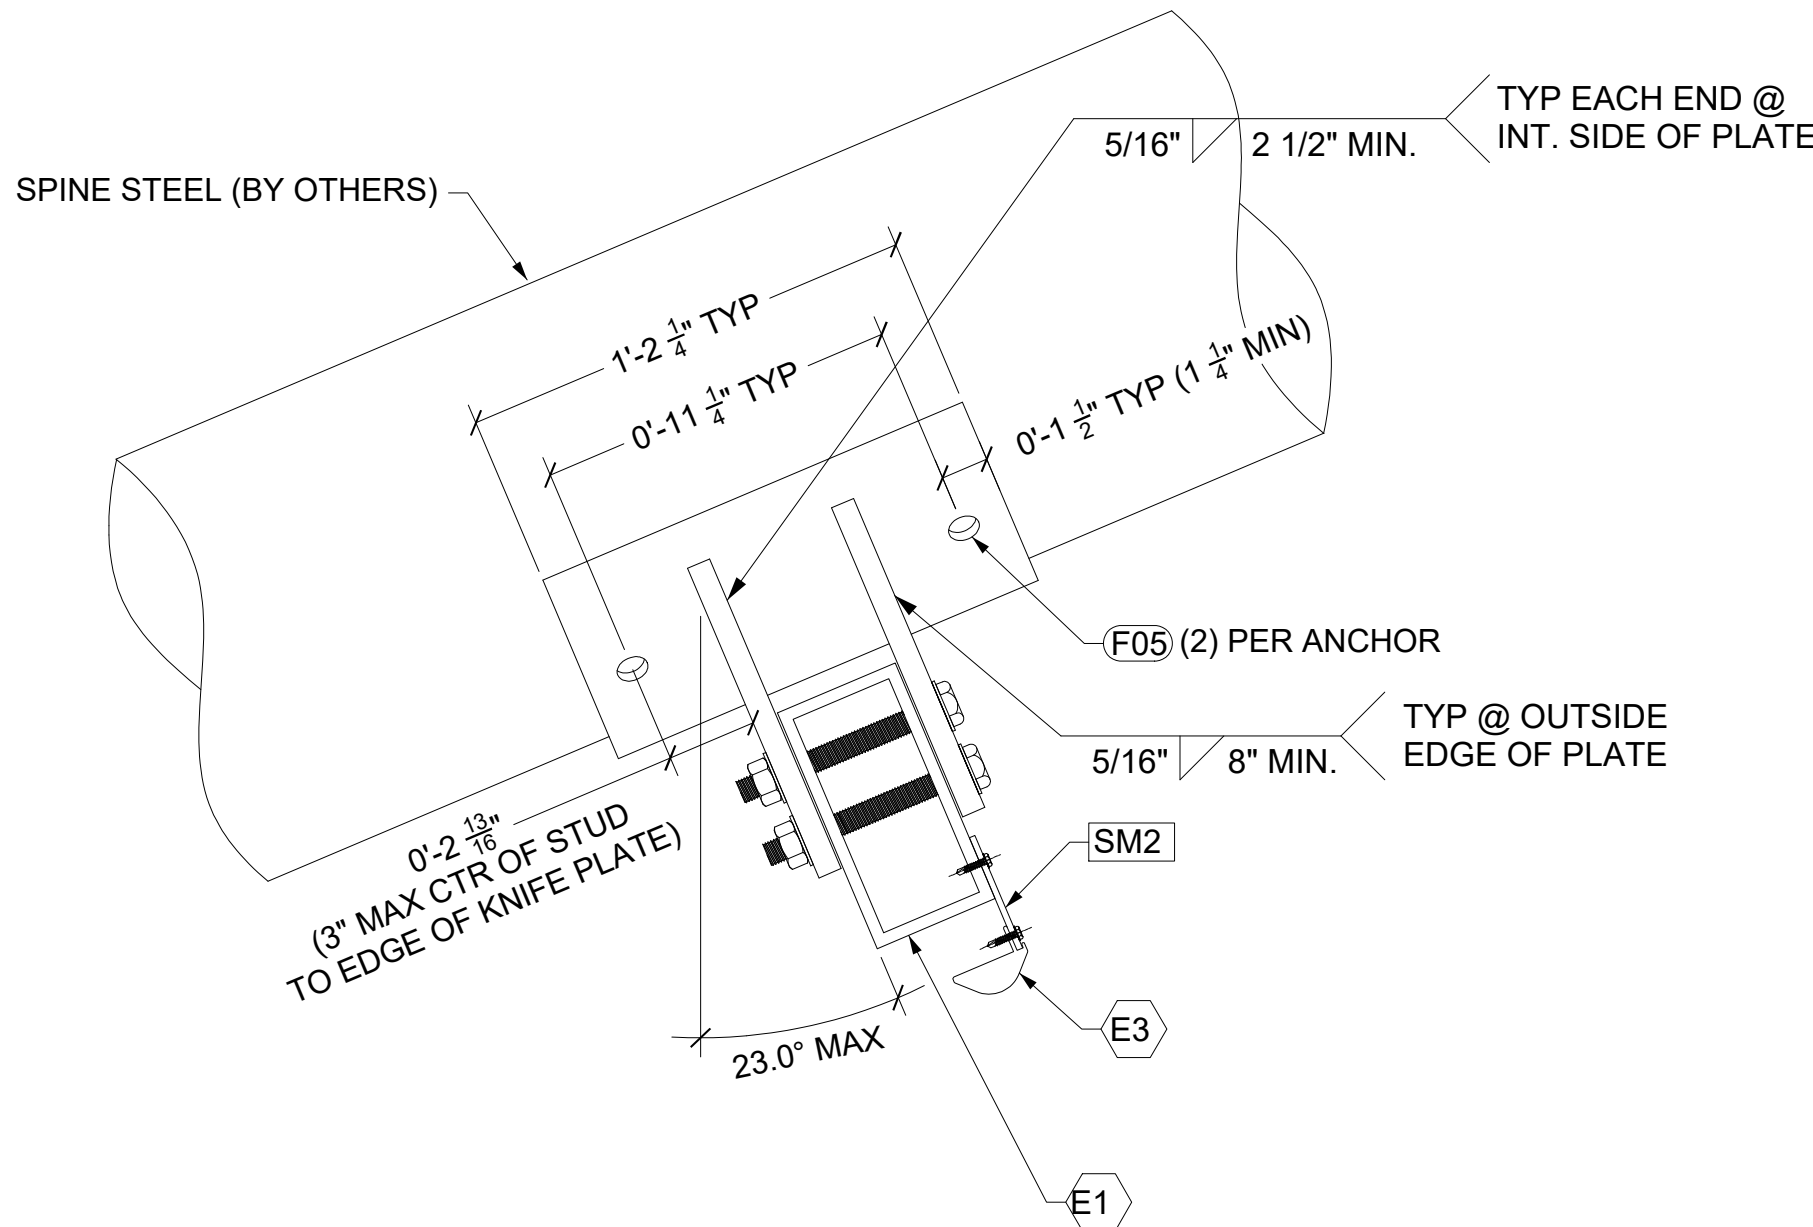 TYP EACH END @
INT. SIDE OF PLATE
5/16" 2 1/2" MIN.
SPINE STEEL (BY OTHERS)
1'-2 1/4" TYP
0'-11 1/4" TYP
0'-1 1/2" TYP (1 1/4" MIN)
F05 (2) PER ANCHOR
TYP @ OUTSIDE
EDGE OF PLATE
5/16" 8" MIN.
0'-2 13/16"
(3" MAX CTR OF STUD
TO EDGE OF KNIFE PLATE)
SM2
E3
23.0° MAX
E1